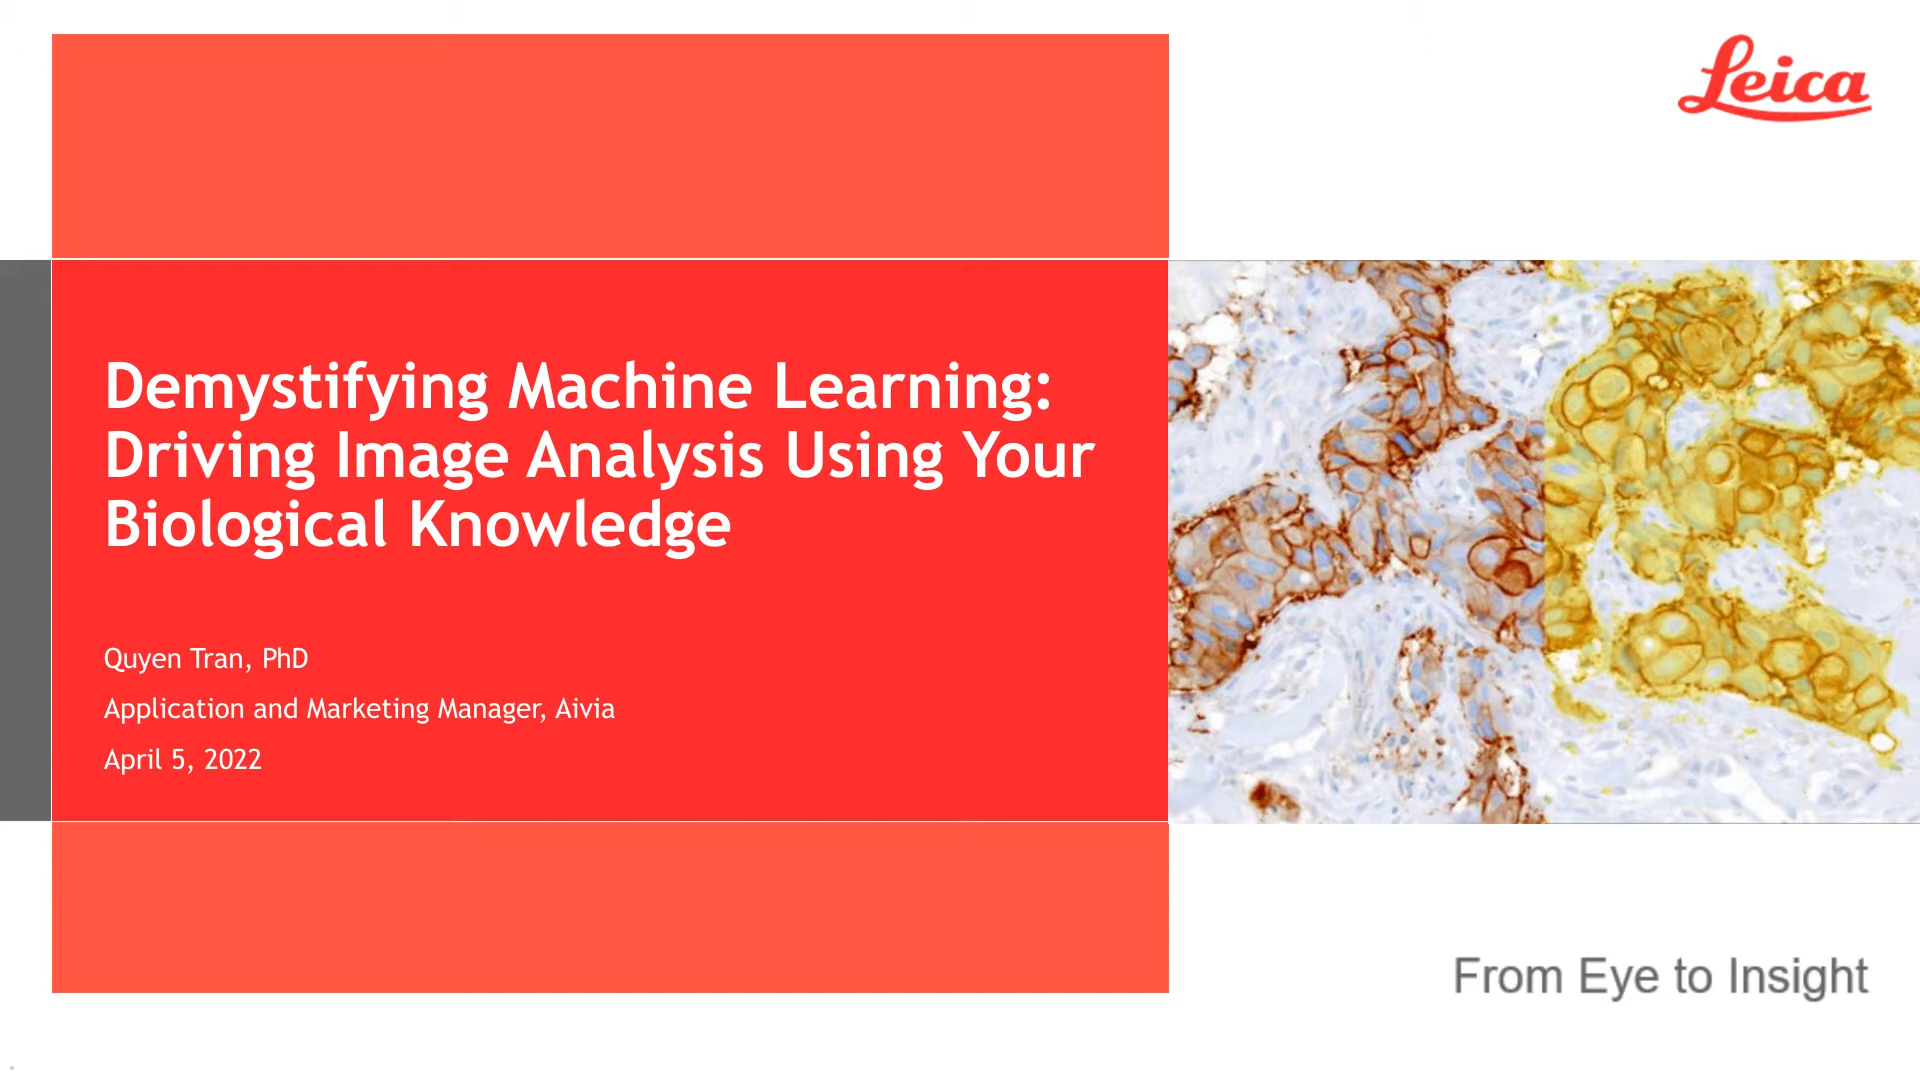 Leica
Demystifying Machine Learning:
Driving Image Analysis Using Your
Biological Knowledge
Quyen Tran, PhD
Application and Marketing Manager, Aivia
April 5, 2022
From Eye to Insight